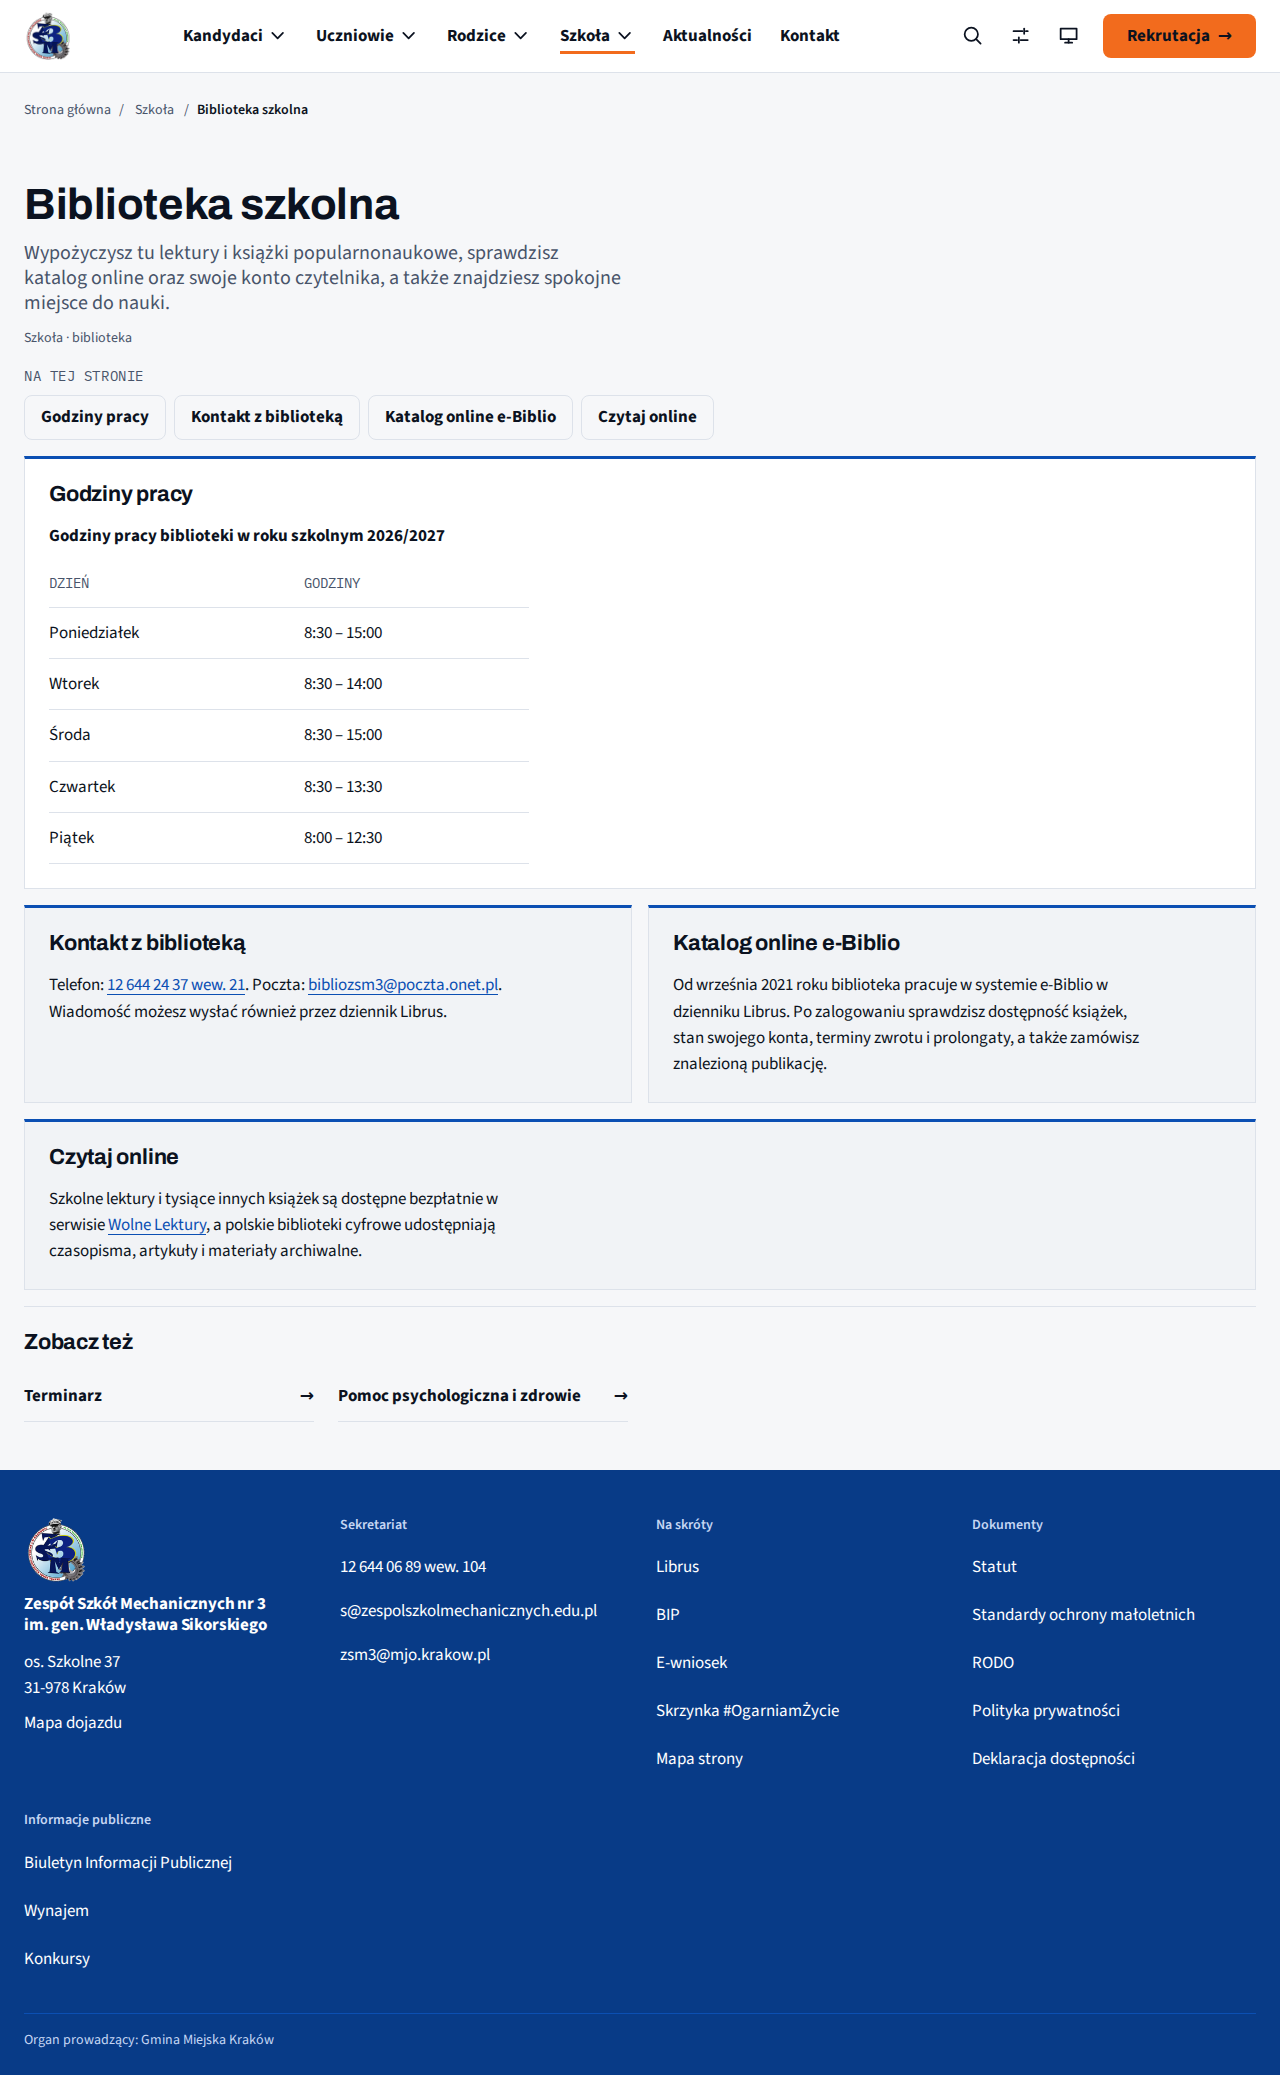 Kandydaci Uczniowie Rodzice Szkoła Aktualności Kontakt Rekrutacja →
Strona główna / Szkoła / Biblioteka szkolna
Biblioteka szkolna
Wypożyczysz tu lektury i książki popularnonaukowe, sprawdzisz
katalog online oraz swoje konto czytelnika, a także znajdziesz spokojne
miejsce do nauki.
Szkoła · biblioteka
NA TEJ STRONIE
Godziny pracy Kontakt z biblioteką Katalog online e-Biblio Czytaj online
Godziny pracy
Godziny pracy biblioteki w roku szkolnym 2026/2027
DZIEŃ GODZINY
Poniedziałek 8:30 – 15:00
Wtorek 8:30 – 14:00
Środa 8:30 – 15:00
Czwartek 8:30 – 13:30
Piątek 8:00 – 12:30
Kontakt z biblioteką
Telefon: 12 644 24 37 wew. 21. Poczta: bibliozsm3@poczta.onet.pl.
Wiadomość możesz wysłać również przez dziennik Librus.
Katalog online e-Biblio
Od września 2021 roku biblioteka pracuje w systemie e-Biblio w
dzienniku Librus. Po zalogowaniu sprawdzisz dostępność książek,
stan swojego konta, terminy zwrotu i prolongaty, a także zamówisz
znalezioną publikację.
Czytaj online
Szkolne lektury i tysiące innych książek są dostępne bezpłatnie w
serwisie Wolne Lektury, a polskie biblioteki cyfrowe udostępniają
czasopisma, artykuły i materiały archiwalne.
Zobacz też
Terminarz →
Pomoc psychologiczna i zdrowie →
Zespół Szkół Mechanicznych nr 3
im. gen. Władysława Sikorskiego
os. Szkolne 37
31-978 Kraków
Mapa dojazdu
Sekretariat
12 644 06 89 wew. 104
s@zespolszkolmechanicznych.edu.pl
zsm3@mjo.krakow.pl
Na skróty
Librus
BIP
E-wniosek
Skrzynka #OgarniamŻycie
Mapa strony
Dokumenty
Statut
Standardy ochrony małoletnich
RODO
Polityka prywatności
Deklaracja dostępności
Informacje publiczne
Biuletyn Informacji Publicznej
Wynajem
Konkursy
Organ prowadzący: Gmina Miejska Kraków